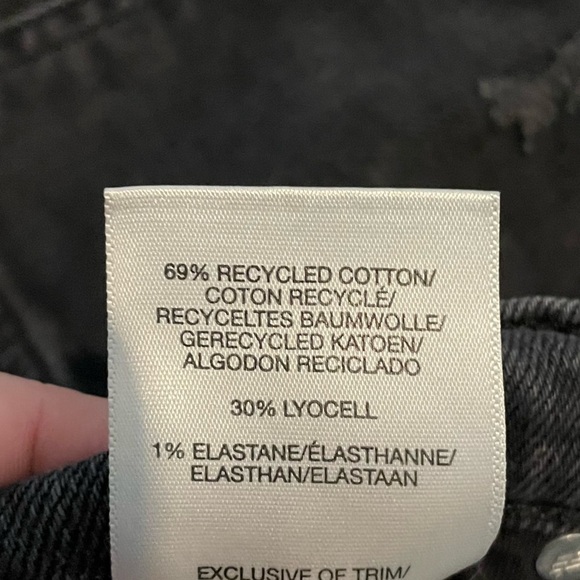 69% RECYCLED COTTON/
COTON RECYCLÉ/
RECYCELTES BAUMWOLLE/
GERECYCLED KATOEN/
ALGODON RECICLADO
30% LYOCELL
1% ELASTANE/ÉLASTHANNE/
ELASTHAN/ELASTAAN
EXCLUSIVE OF TRIM/